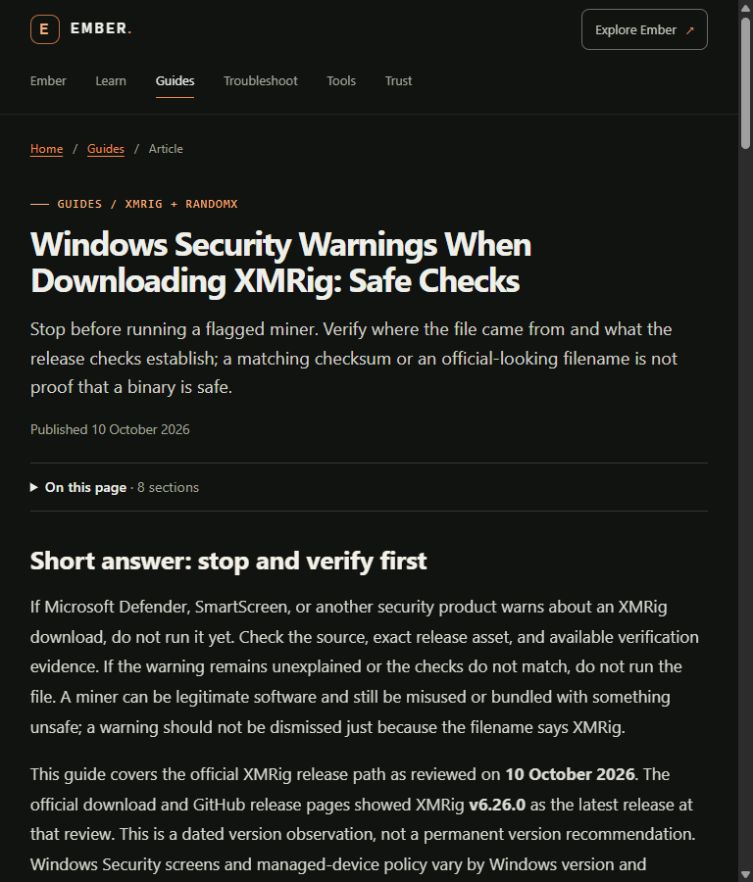 E EMBER.
Explore Ember ↗
Ember Learn Guides Troubleshoot Tools Trust
Home / Guides / Article
GUIDES / XMRIG + RANDOMX
Windows Security Warnings When
Downloading XMRig: Safe Checks
Stop before running a flagged miner. Verify where the file came from and what the
release checks establish; a matching checksum or an official-looking filename is not
proof that a binary is safe.
Published 10 October 2026
On this page · 8 sections
Short answer: stop and verify first
If Microsoft Defender, SmartScreen, or another security product warns about an XMRig
download, do not run it yet. Check the source, exact release asset, and available verification
evidence. If the warning remains unexplained or the checks do not match, do not run the
file. A miner can be legitimate software and still be misused or bundled with something
unsafe; a warning should not be dismissed just because the filename says XMRig.
This guide covers the official XMRig release path as reviewed on 10 October 2026. The
official download and GitHub release pages showed XMRig v6.26.0 as the latest release at
that review. This is a dated version observation, not a permanent version recommendation.
Windows Security screens and managed-device policy vary by Windows version and